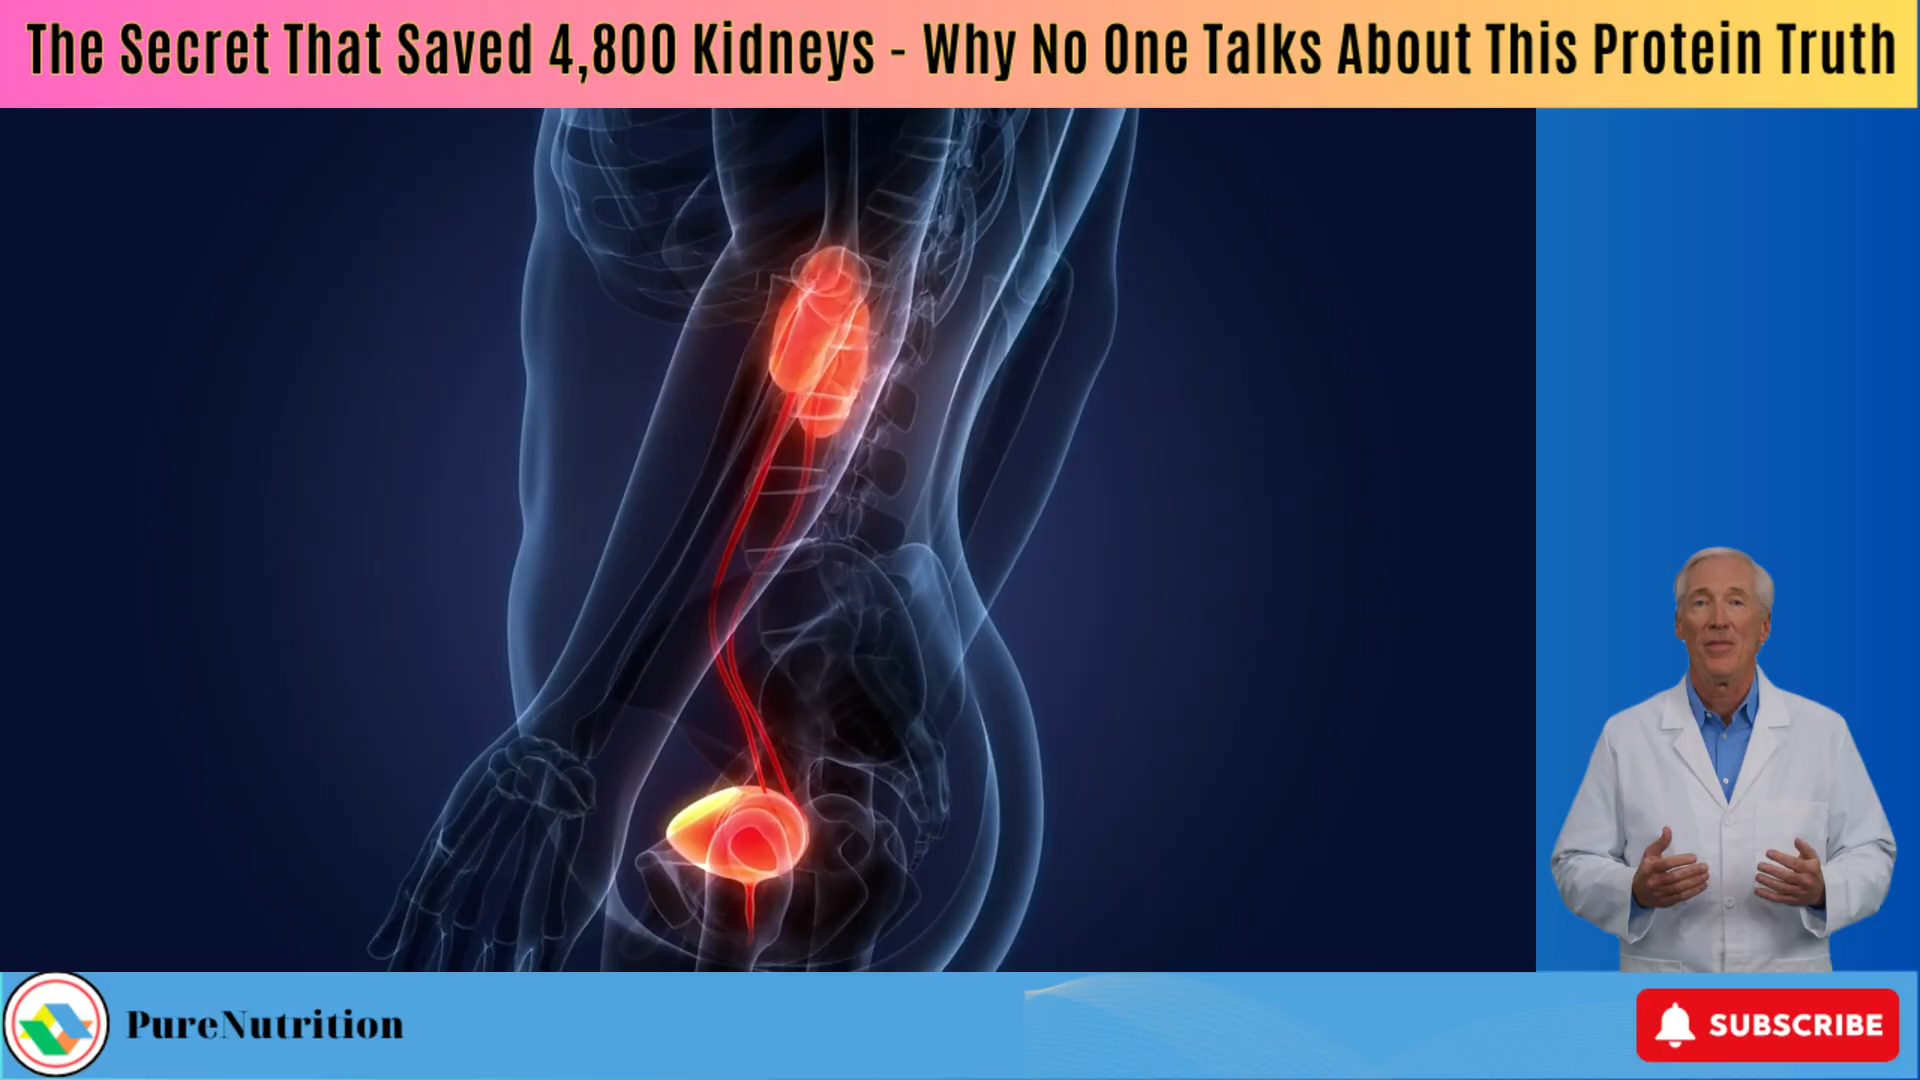 The Secret That Saved 4,800 Kidneys - Why No One Talks About This Protein Truth
PureNutrition
SUBSCRIBE